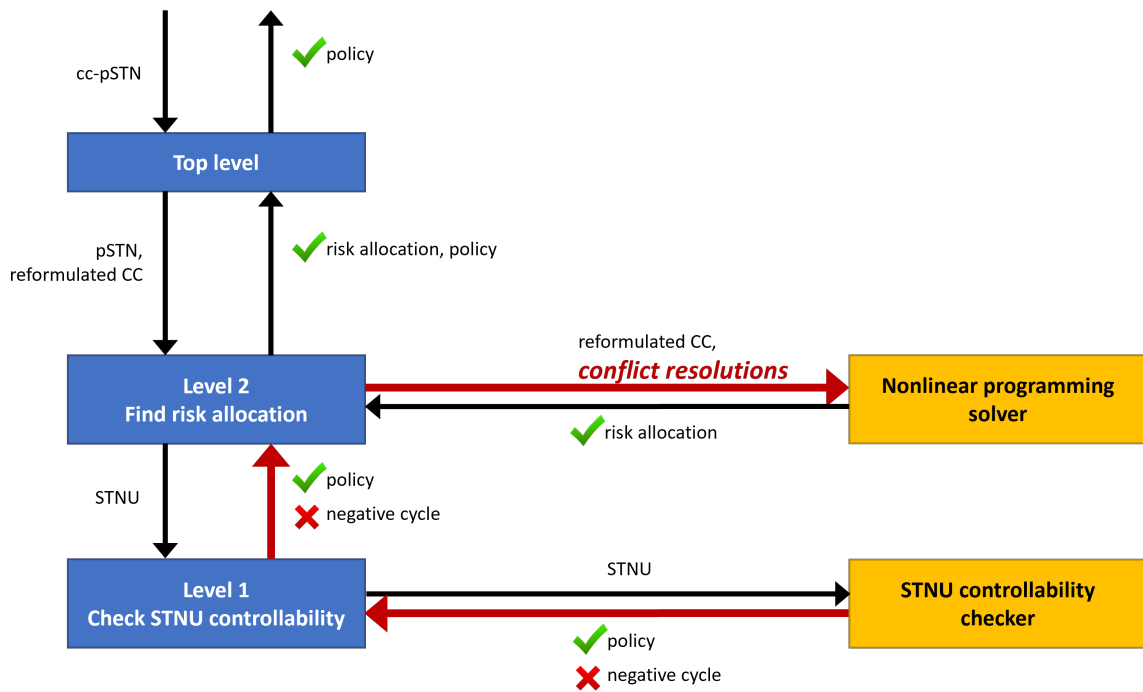 policy
cc-pSTN
Top level
pSTN,
reformulated CC
risk allocation, policy
reformulated CC,
conflict resolutions
Level 2
Find risk allocation
Nonlinear programming
solver
risk allocation
policy
STNU
negative cycle
STNU
Level 1
Check STNU controllability
STNU controllability
checker
policy
negative cycle